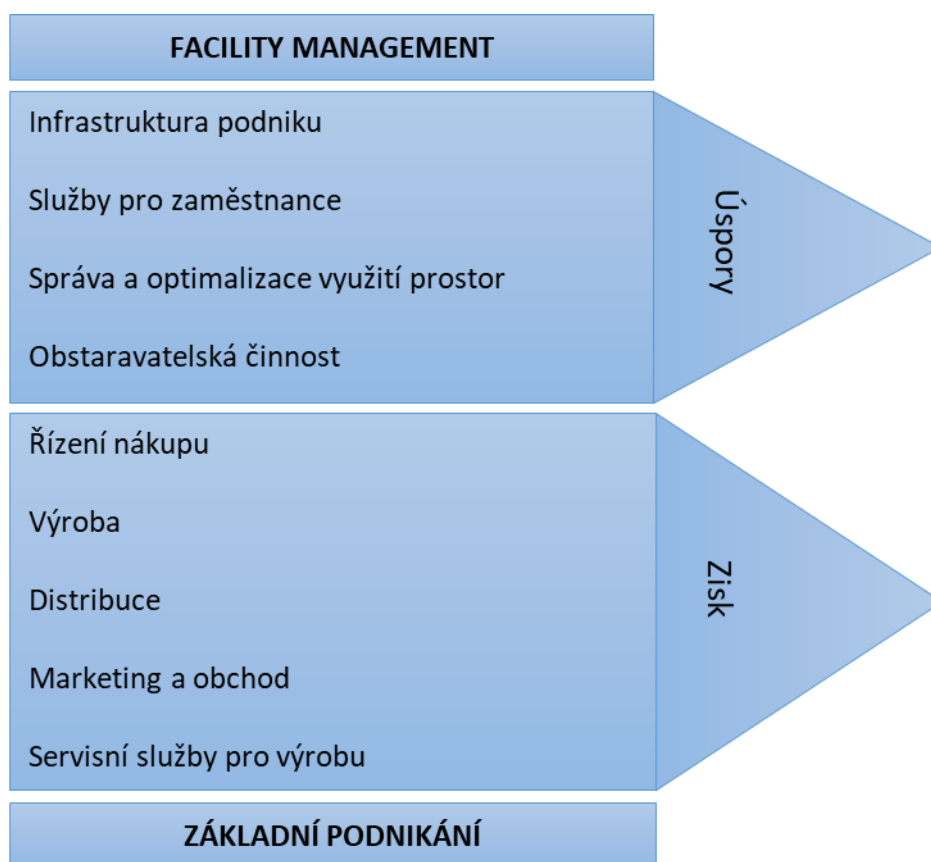 FACILITY MANAGEMENT
Infrastruktura podniku
Služby pro zaměstnance
Správa a optimalizace využití prostor
Obstaravatelská činnost
Úspory
Řízení nákupu
Výroba
Distribuce
Marketing a obchod
Servisní služby pro výrobu
Zisk
ZÁKLADNÍ PODNIKÁNÍ